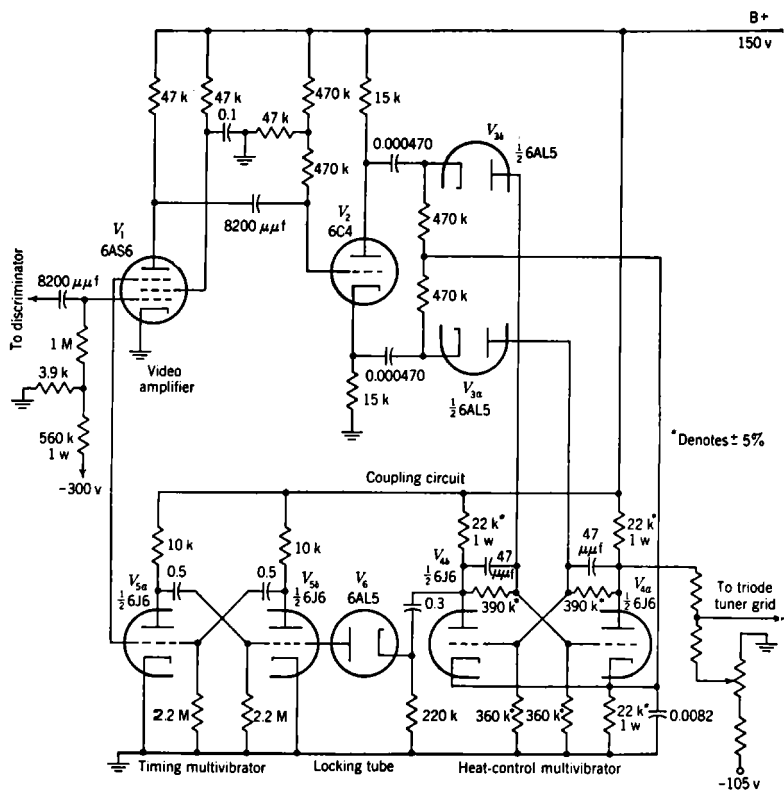 B+
150 v
47 k
47 k
0.1
47 k
470 k
470 k
15 k
0.000470
V3b
½ 6AL5
8200 μμf
V2
6C4
470 k
470 k
V1
6AS6
8200 μμf
To discriminator
1 M
3.9 k
Video
amplifier
560 k
1 w
-300 v
0.000470
15 k
V3a
½ 6AL5
*Denotes ± 5%
Coupling circuit
10 k
10 k
V5a
½ 6J6
0.5
0.5
V5b
½ 6J6
V6
6AL5
0.3
22 k*
1 w
V4b
½ 6J6
47
μμf
390 k*
47
μμf
390 k*
22 k*
1 w
V4a
½ 6J6
To triode
tuner grid
2.2 M
2.2 M
220 k
360 k*
360 k*
22 k*
1 w
0.0082
-105 v
Timing multivibrator
Locking tube
Heat-control multivibrator